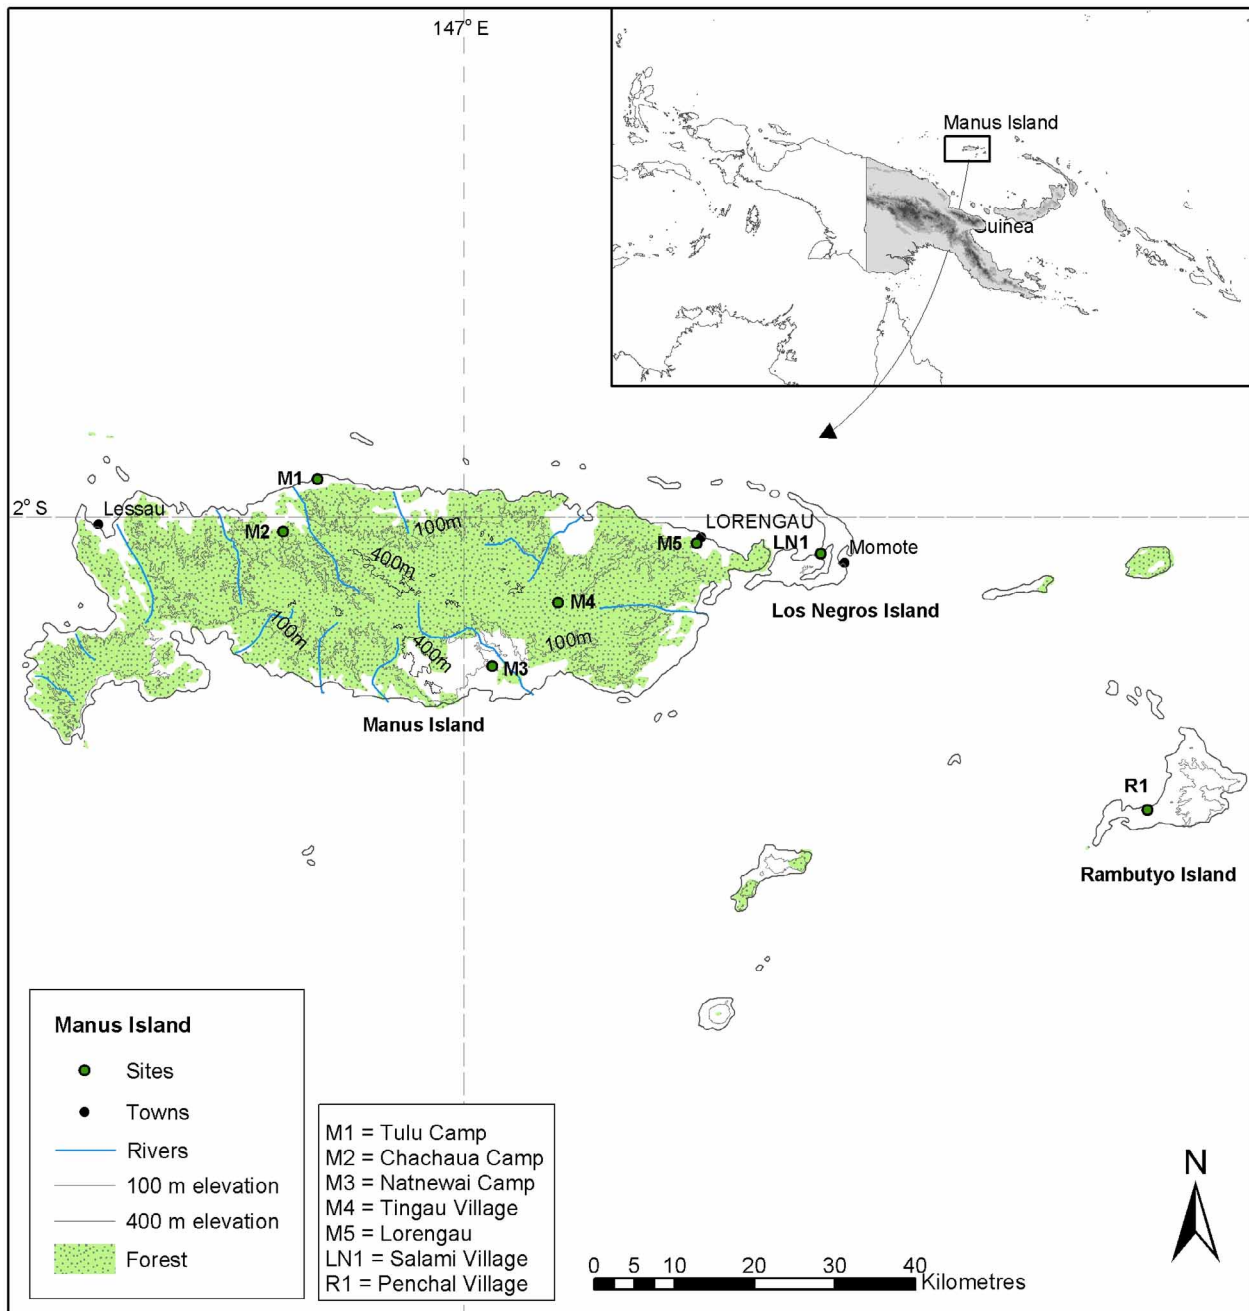 147° E
Manus Island
Guinea
M1
2° S
Lessau
M2
100m
LORENGAU
M5
LN1
Momote
400m
M4
Los Negros Island
100m
100m
400m
M3
Manus Island
R1
Rambutyo Island
Manus Island
Sites
Towns
Rivers
100 m elevation
400 m elevation
Forest
M1 = Tulu Camp
M2 = Chachaua Camp
M3 = Natnewai Camp
M4 = Tingau Village
M5 = Lorengau
LN1 = Salami Village
R1 = Penchal Village
N
0 5 10 20 30 40
Kilometres